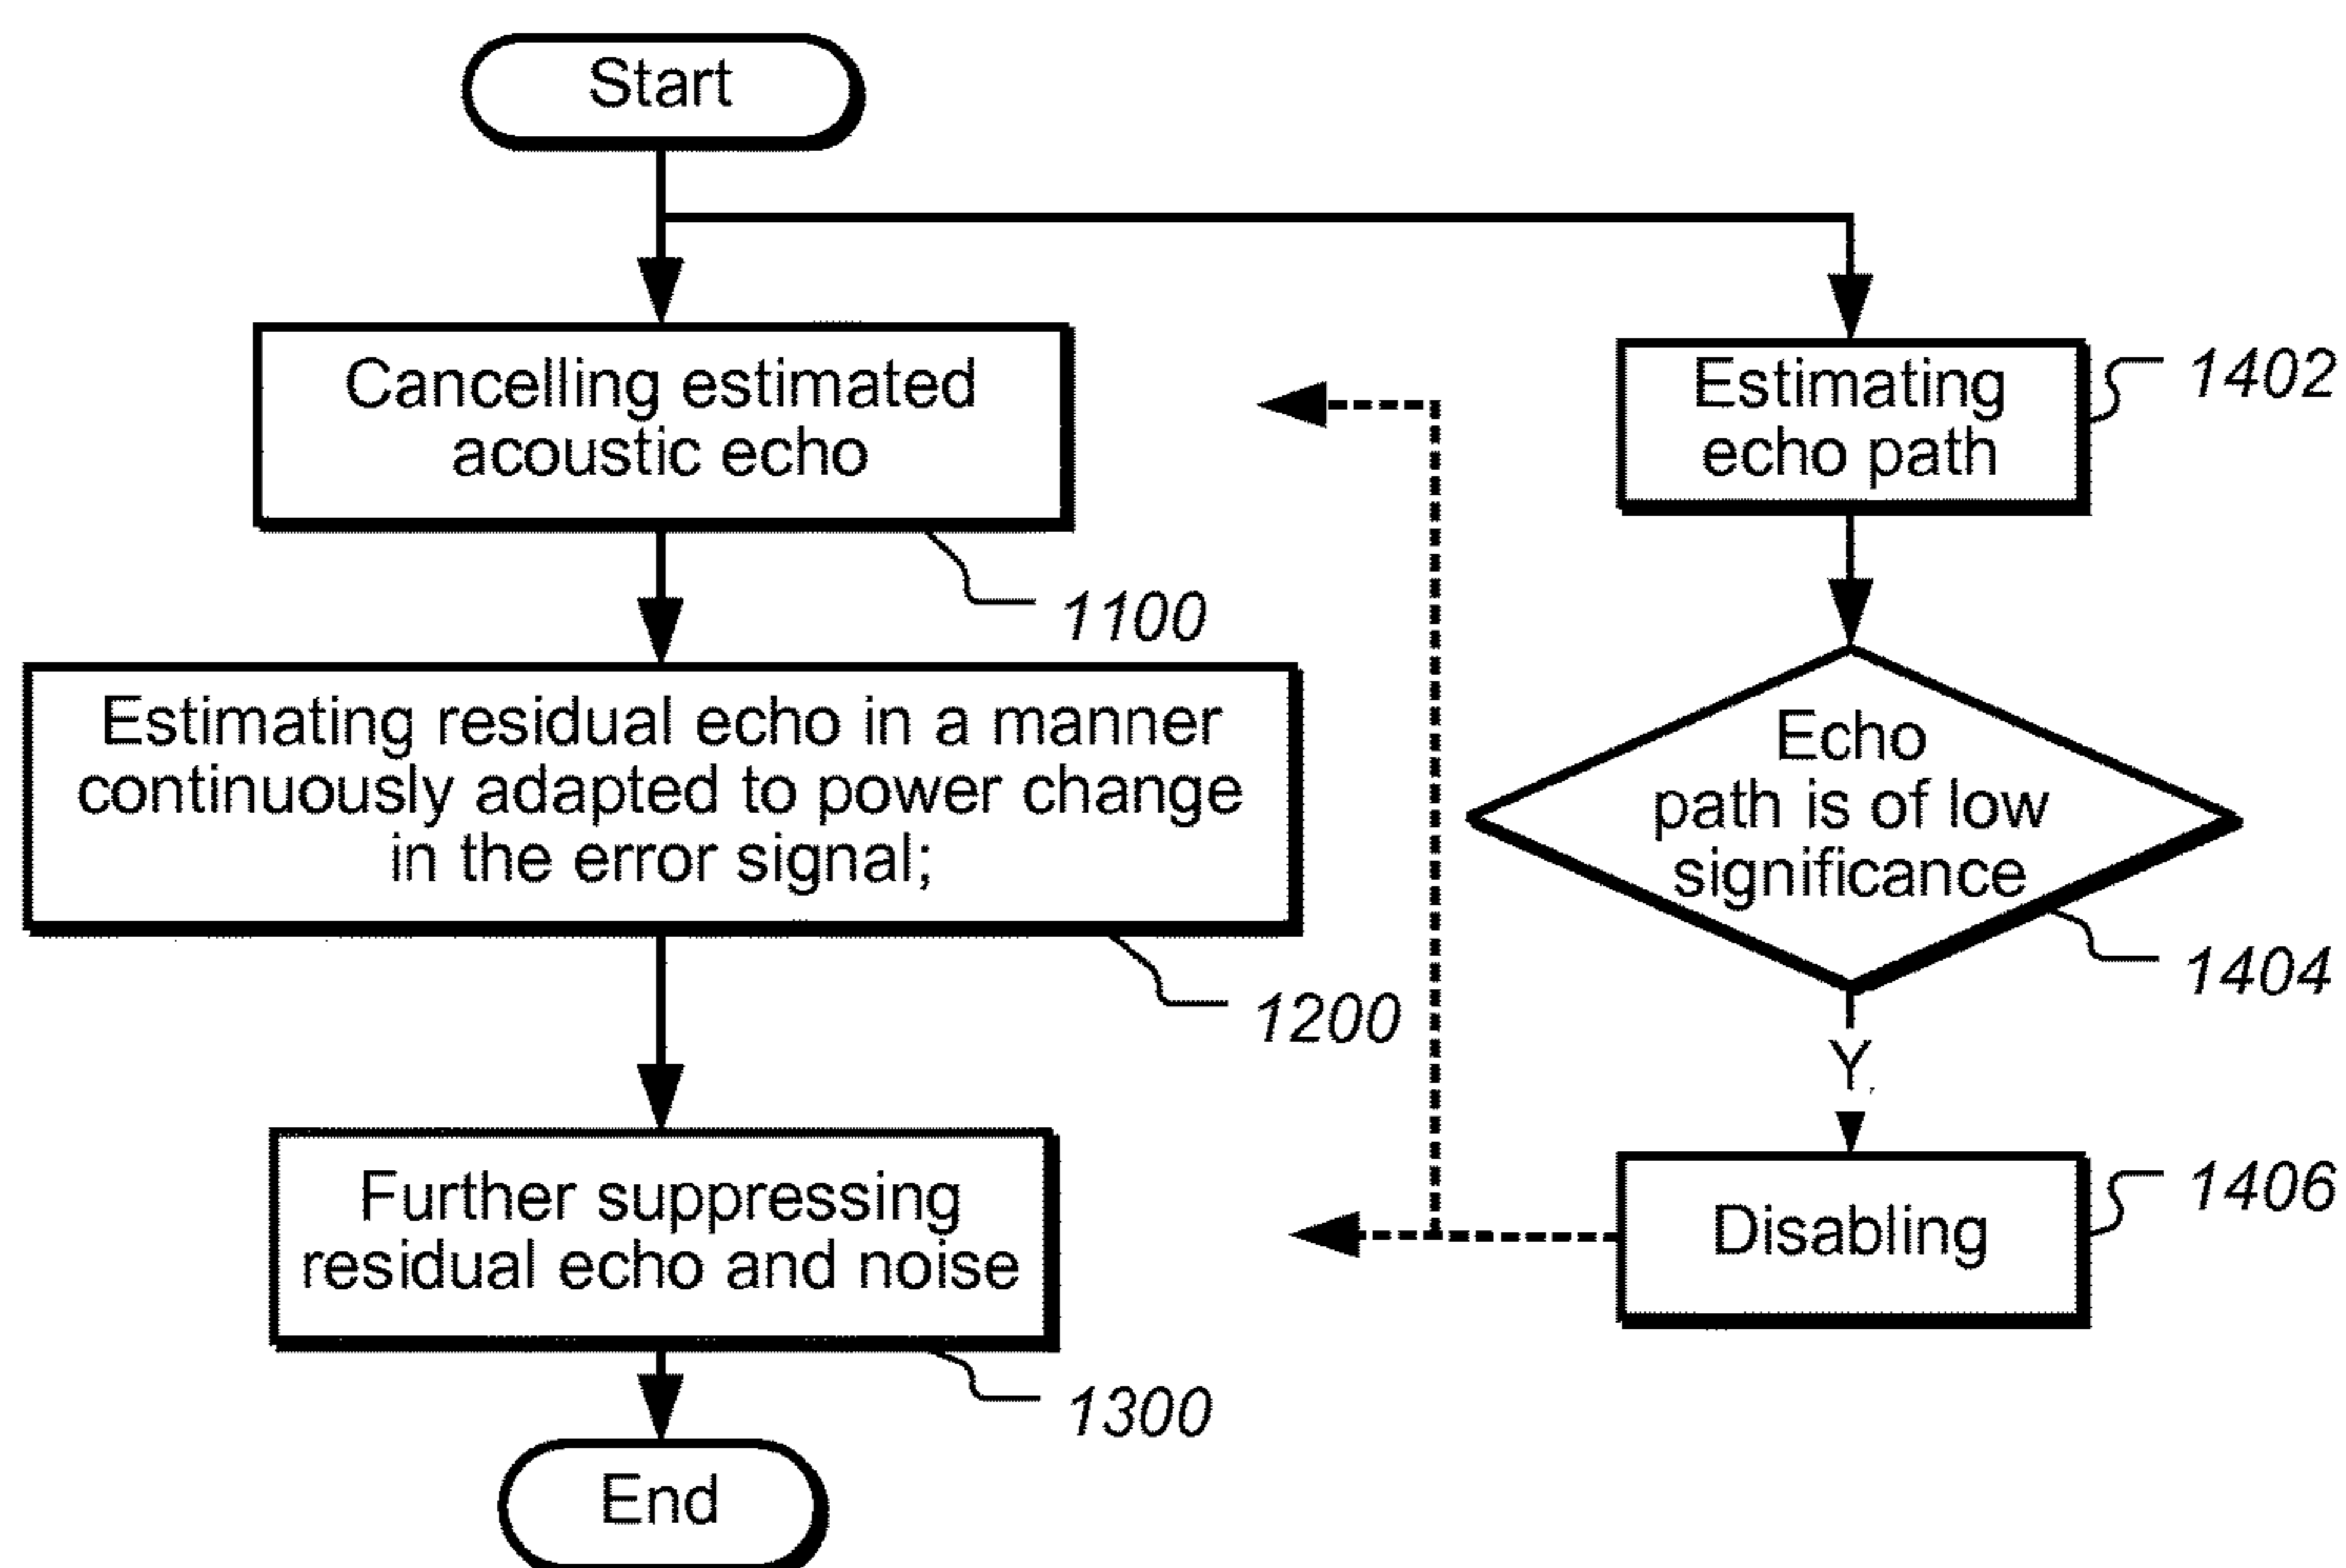 Start
Cancelling estimated
acoustic echo
1100
Estimating residual echo in a manner
continuously adapted to power change
in the error signal;
1200
Further suppressing
residual echo and noise
1300
End
Estimating
echo path
1402
Echo
path is of low
significance
1404
Y
Disabling
1406